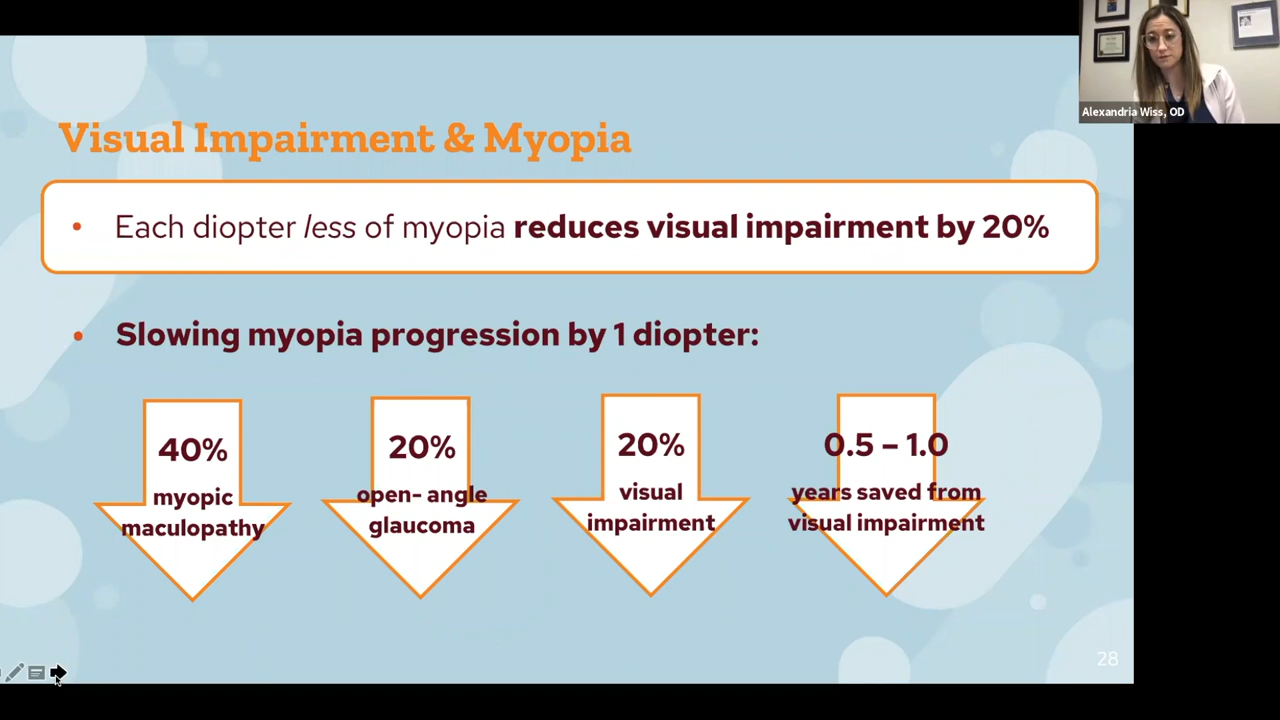 Alexandria Wiss, OD
Visual Impairment & Myopia
• Each diopter less of myopia reduces visual impairment by 20%
• Slowing myopia progression by 1 diopter:
40%
myopic
maculopathy
20%
open- angle
glaucoma
20%
visual
impairment
0.5 – 1.0
years saved from
visual impairment
28